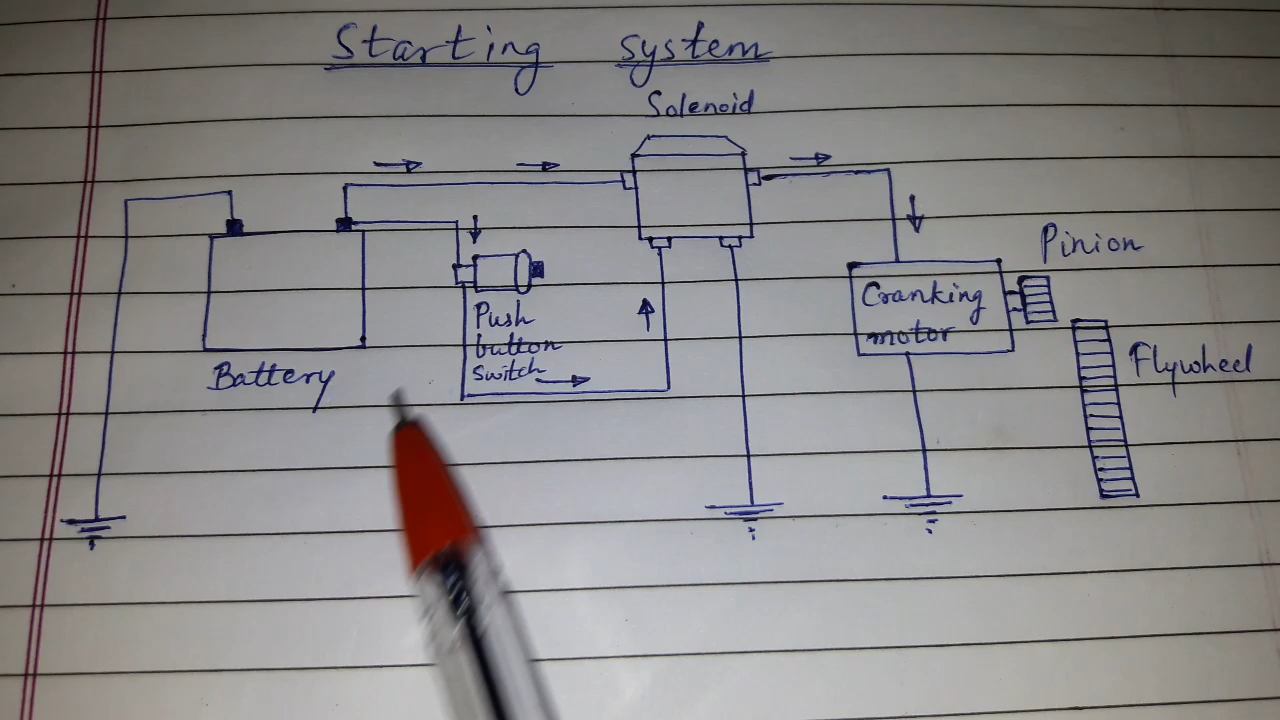 Starting system
Solenoid
Pinion
Cranking
motor
Push
button
switch
Flywheel
Battery